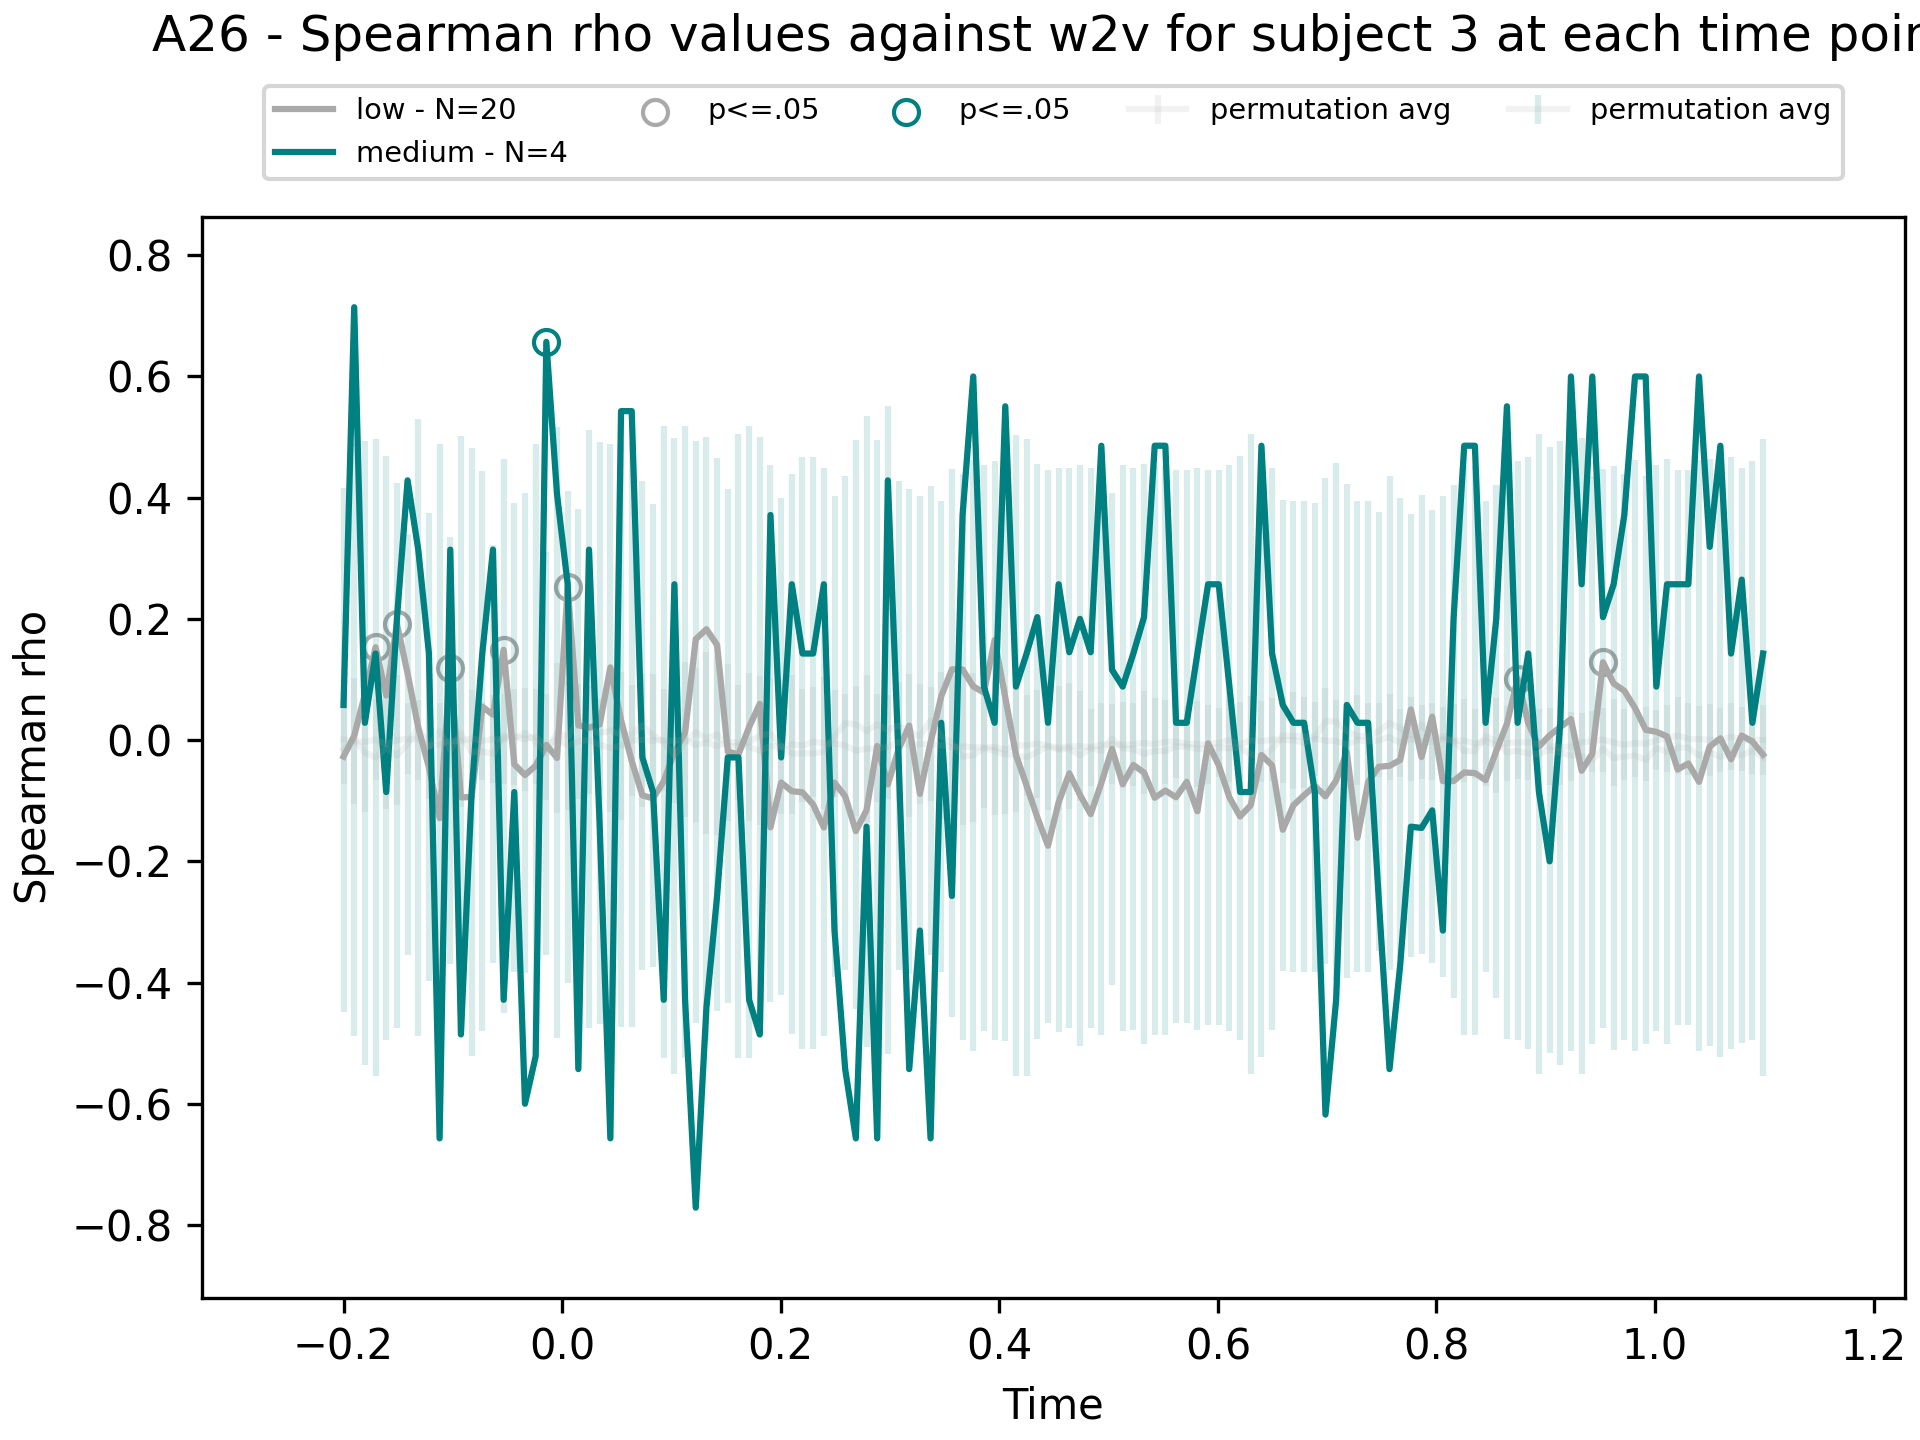 A26 - Spearman rho values against w2v for subject 3 at each time
low - N=20
p<=.05
p<=.05
permutation avg
permutation avg
medium - N=4
0.8
0.6
0.4
0.2
0.0
−0.2
−0.4
−0.6
−0.8
Spearman rho
−0.2
0.0
0.2
0.4
0.6
0.8
1.0
1.2
Time